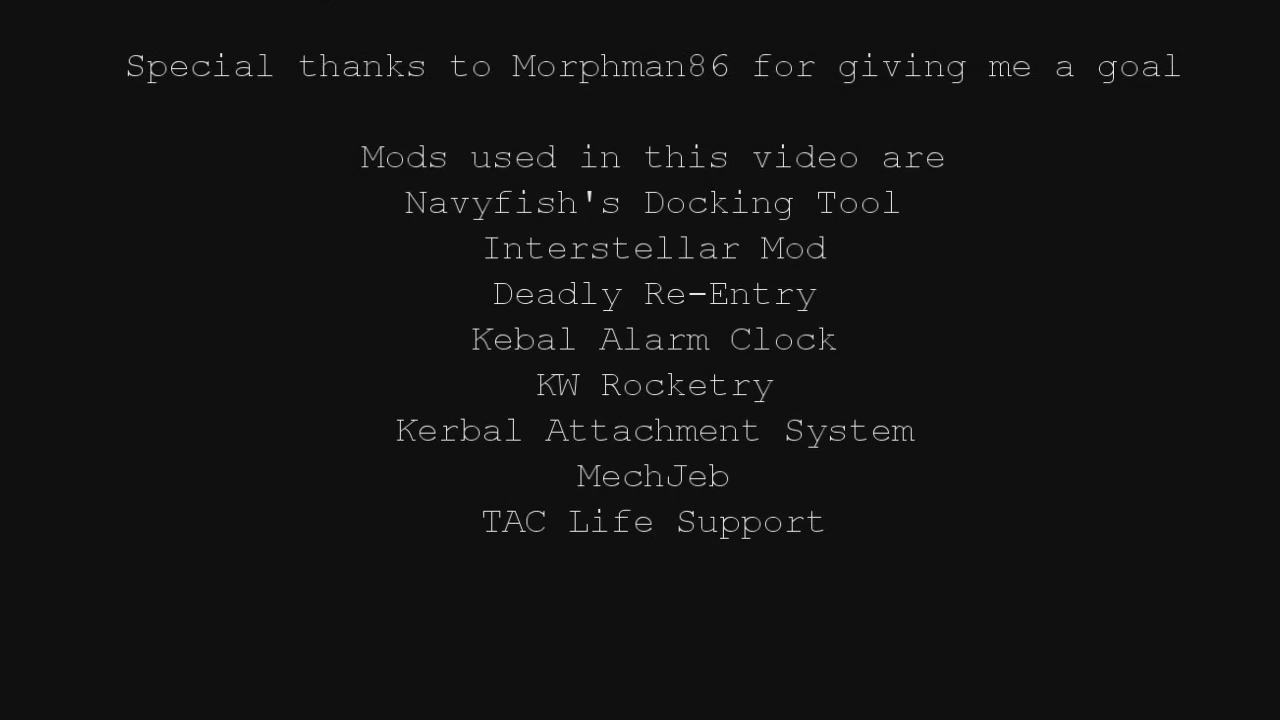 Special thanks to Morphman86 for giving me a goal
Mods used in this video are
Navyfish's Docking Tool
Interstellar Mod
Deadly Re-Entry
Kebal Alarm Clock
KW Rocketry
Kerbal Attachment System
MechJeb
TAC Life Support